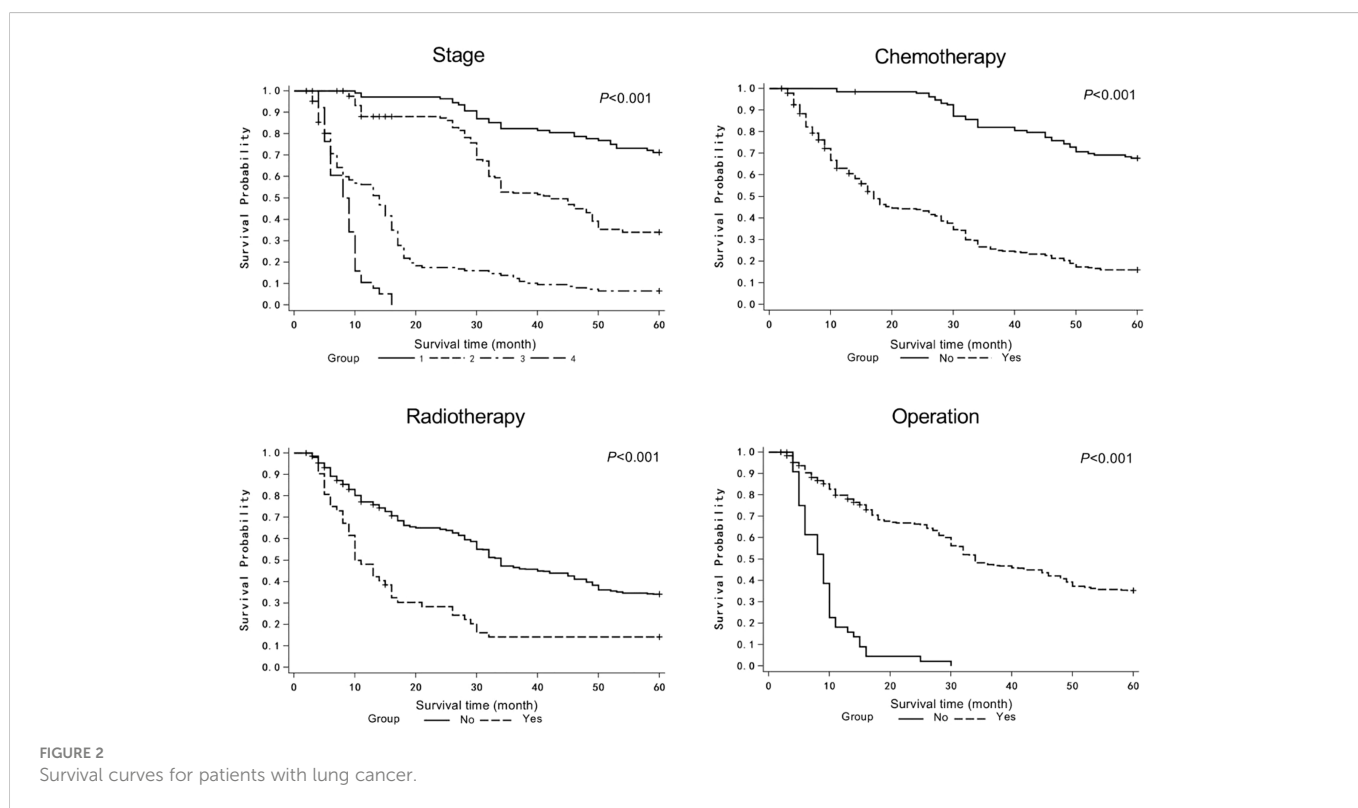 Stage
P<0.001
Survival Probability
1.0
0.9
0.8
0.7
0.6
0.5
0.4
0.3
0.2
0.1
0.0
0 10 20 30 40 50 60
Survival time (month)
Group 1 2 3 4
Chemotherapy
P<0.001
Survival Probability
1.0
0.9
0.8
0.7
0.6
0.5
0.4
0.3
0.2
0.1
0.0
0 10 20 30 40 50 60
Survival time (month)
Group No Yes
Radiotherapy
P<0.001
Survival Probability
1.0
0.9
0.8
0.7
0.6
0.5
0.4
0.3
0.2
0.1
0.0
0 10 20 30 40 50 60
Survival time (month)
Group No Yes
Operation
P<0.001
Survival Probability
1.0
0.9
0.8
0.7
0.6
0.5
0.4
0.3
0.2
0.1
0.0
0 10 20 30 40 50 60
Survival time (month)
Group No Yes
FIGURE 2
Survival curves for patients with lung cancer.